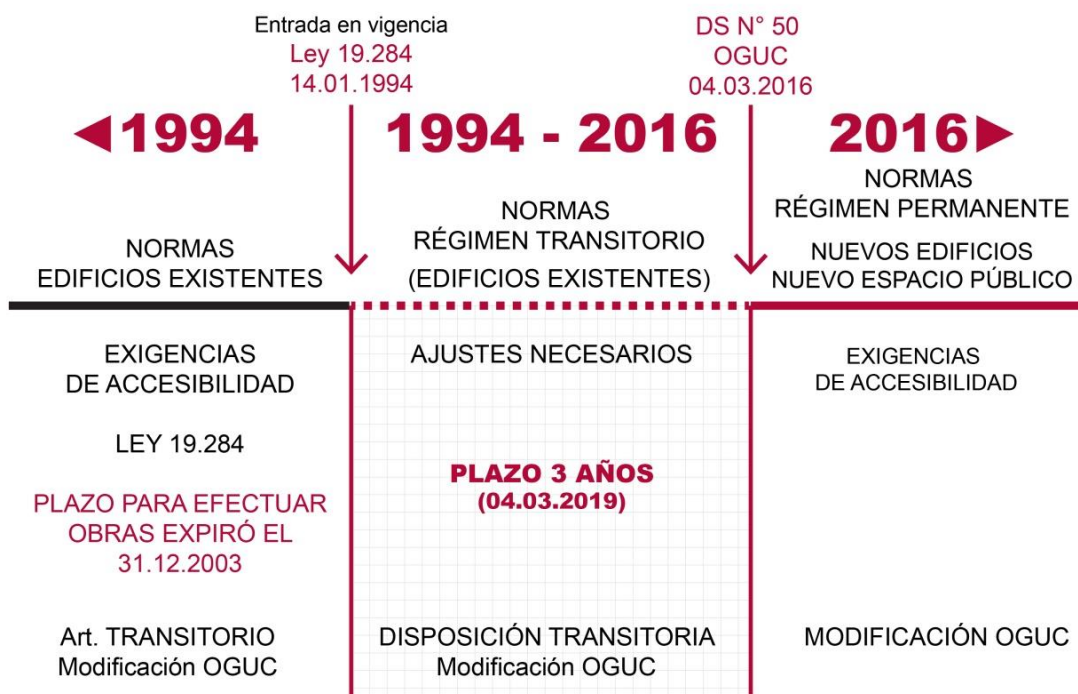 Entrada en vigencia
Ley 19.284
14.01.1994
DS N° 50
OGUC
04.03.2016
◄1994
1994 - 2016
2016►
NORMAS
EDIFICIOS EXISTENTES
NORMAS
RÉGIMEN TRANSITORIO
(EDIFICIOS EXISTENTES)
NORMAS
RÉGIMEN PERMANENTE
NUEVOS EDIFICIOS
NUEVO ESPACIO PÚBLICO
EXIGENCIAS
DE ACCESIBILIDAD
LEY 19.284
PLAZO PARA EFECTUAR
OBRAS EXPIRÓ EL
31.12.2003
Art. TRANSITORIO
Modificación OGUC
AJUSTES NECESARIOS
PLAZO 3 AÑOS
(04.03.2019)
DISPOSICIÓN TRANSITORIA
Modificación OGUC
EXIGENCIAS
DE ACCESIBILIDAD
MODIFICACIÓN OGUC